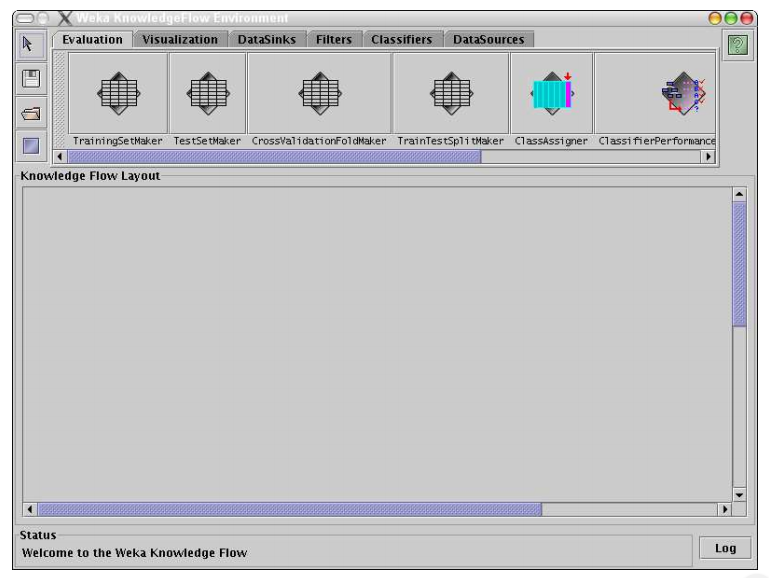 Weka KnowledgeFlow Environment
Evaluation Visualization DataSinks Filters Classifiers DataSources
TrainingSetMaker TestSetMaker CrossValidationFoldMaker TrainTestSplitMaker ClassAssigner ClassifierPerformance
Knowledge Flow Layout
Status
Welcome to the Weka Knowledge Flow
Log